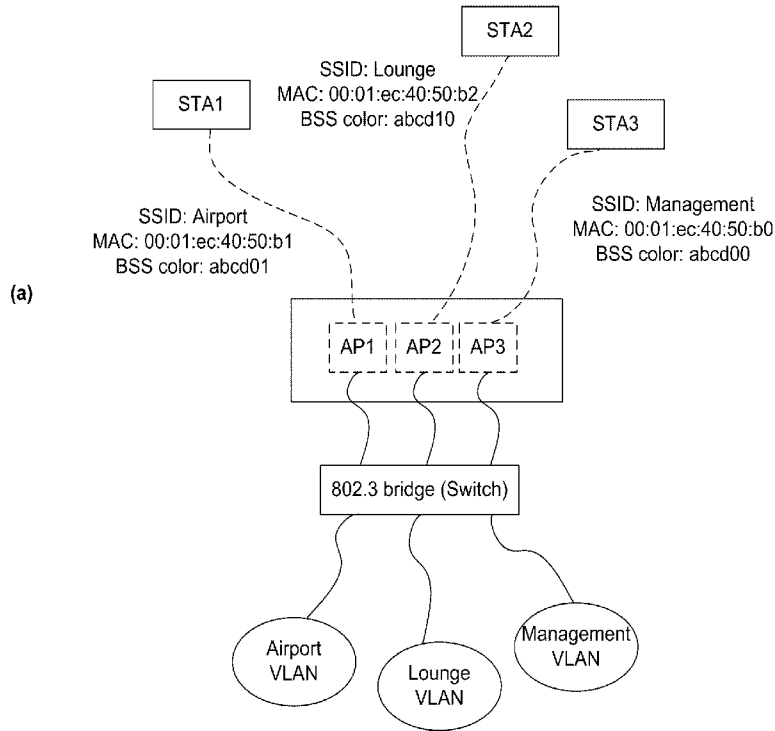 STA2
SSID: Lounge
MAC: 00:01:ec:40:50:b2
BSS color: abcd10
STA1
STA3
SSID: Airport
MAC: 00:01:ec:40:50:b1
BSS color: abcd01
SSID: Management
MAC: 00:01:ec:40:50:b0
BSS color: abcd00
(a)
AP1
AP2
AP3
802.3 bridge (Switch)
Airport
VLAN
Lounge
VLAN
Management
VLAN